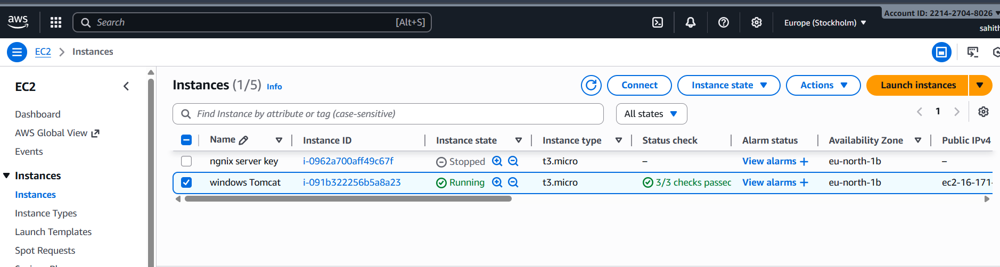 aws
Search [Alt+S]
Europe (Stockholm)
Account ID: 2214-2704-8026
sahith
EC2 Instances
EC2
Dashboard
AWS Global View
Events
Instances
Instances
Instance Types
Launch Templates
Spot Requests
Instances (1/5) Info
Connect
Instance state
Actions
Launch instances
Find Instance by attribute or tag (case-sensitive)
All states
1
Name Instance ID Instance state Instance type Status check Alarm status Availability Zone Public IPv4
ngnix server key i-0962a700aff49c67f Stopped t3.micro – View alarms + eu-north-1b –
windows Tomcat i-091b322256b5a8a23 Running t3.micro 3/3 checks passec View alarms + eu-north-1b ec2-16-171-